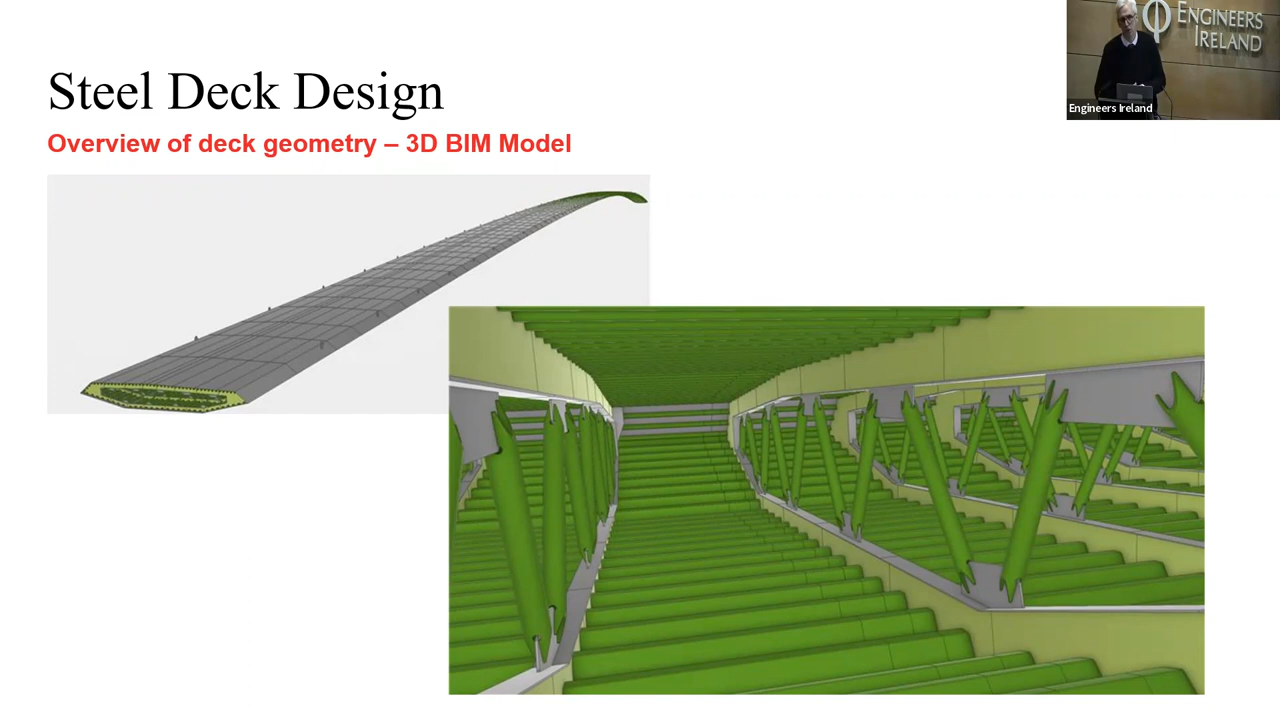 Steel Deck Design
Overview of deck geometry – 3D BIM Model
ENGINEERS
IRELAND
Engineers Ireland